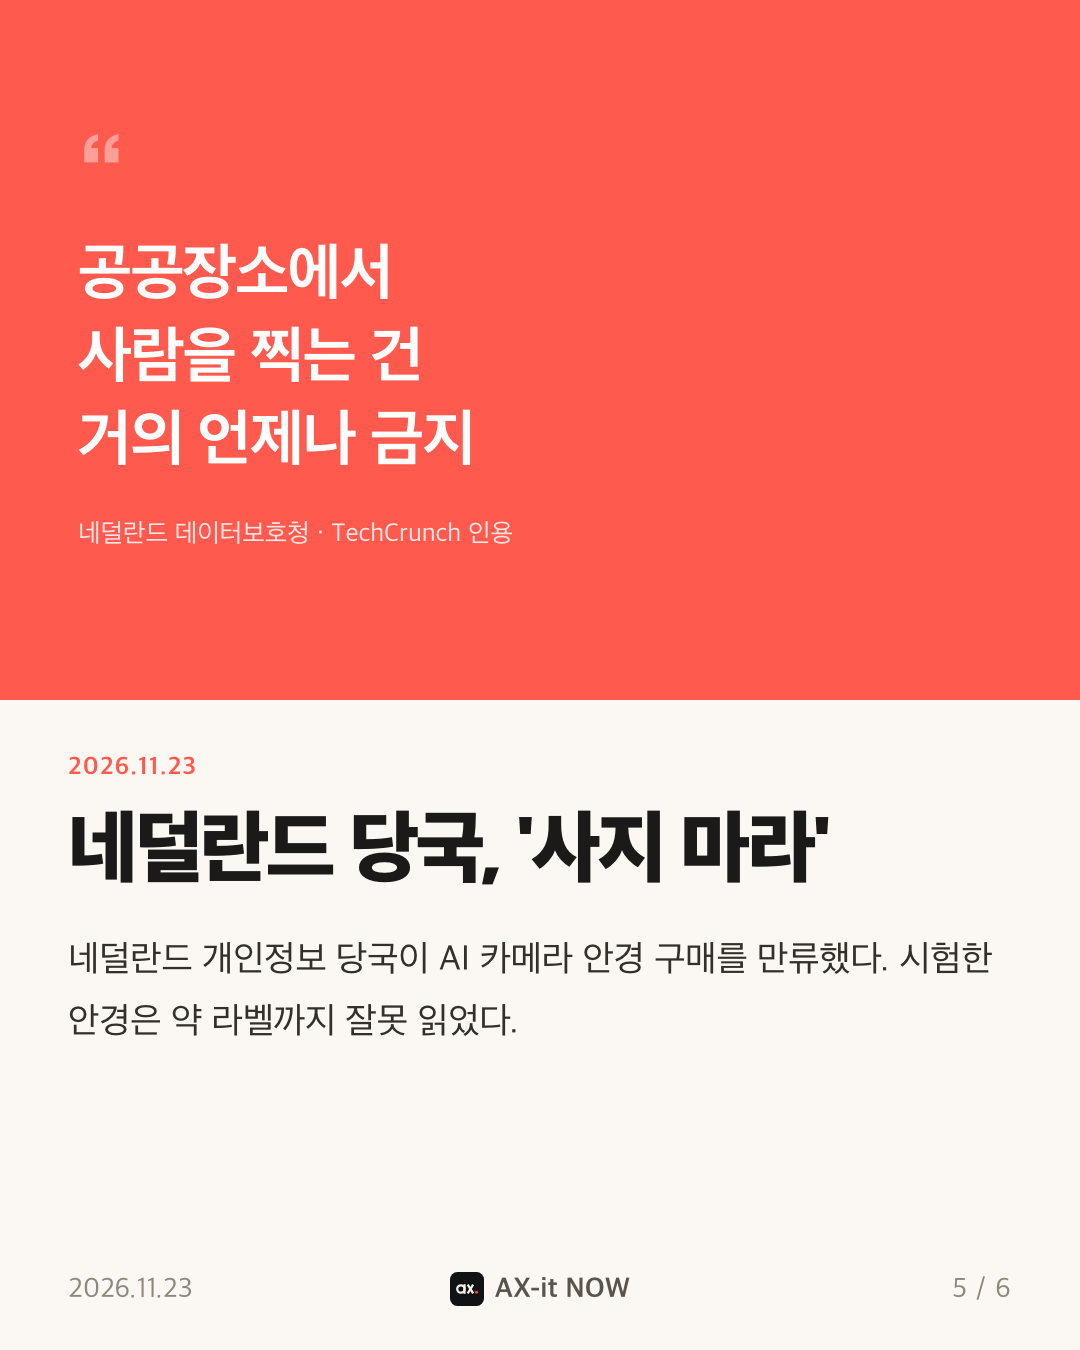 “
공공장소에서
사람을 찍는 건
거의 언제나 금지
네덜란드 데이터보호청 · TechCrunch 인용
2026.11.23
네덜란드 당국, '사지 마라'
네덜란드 개인정보 당국이 AI 카메라 안경 구매를 만류했다. 시험한
안경은 약 라벨까지 잘못 읽었다.
2026.11.23
ax. AX-it NOW
5 / 6